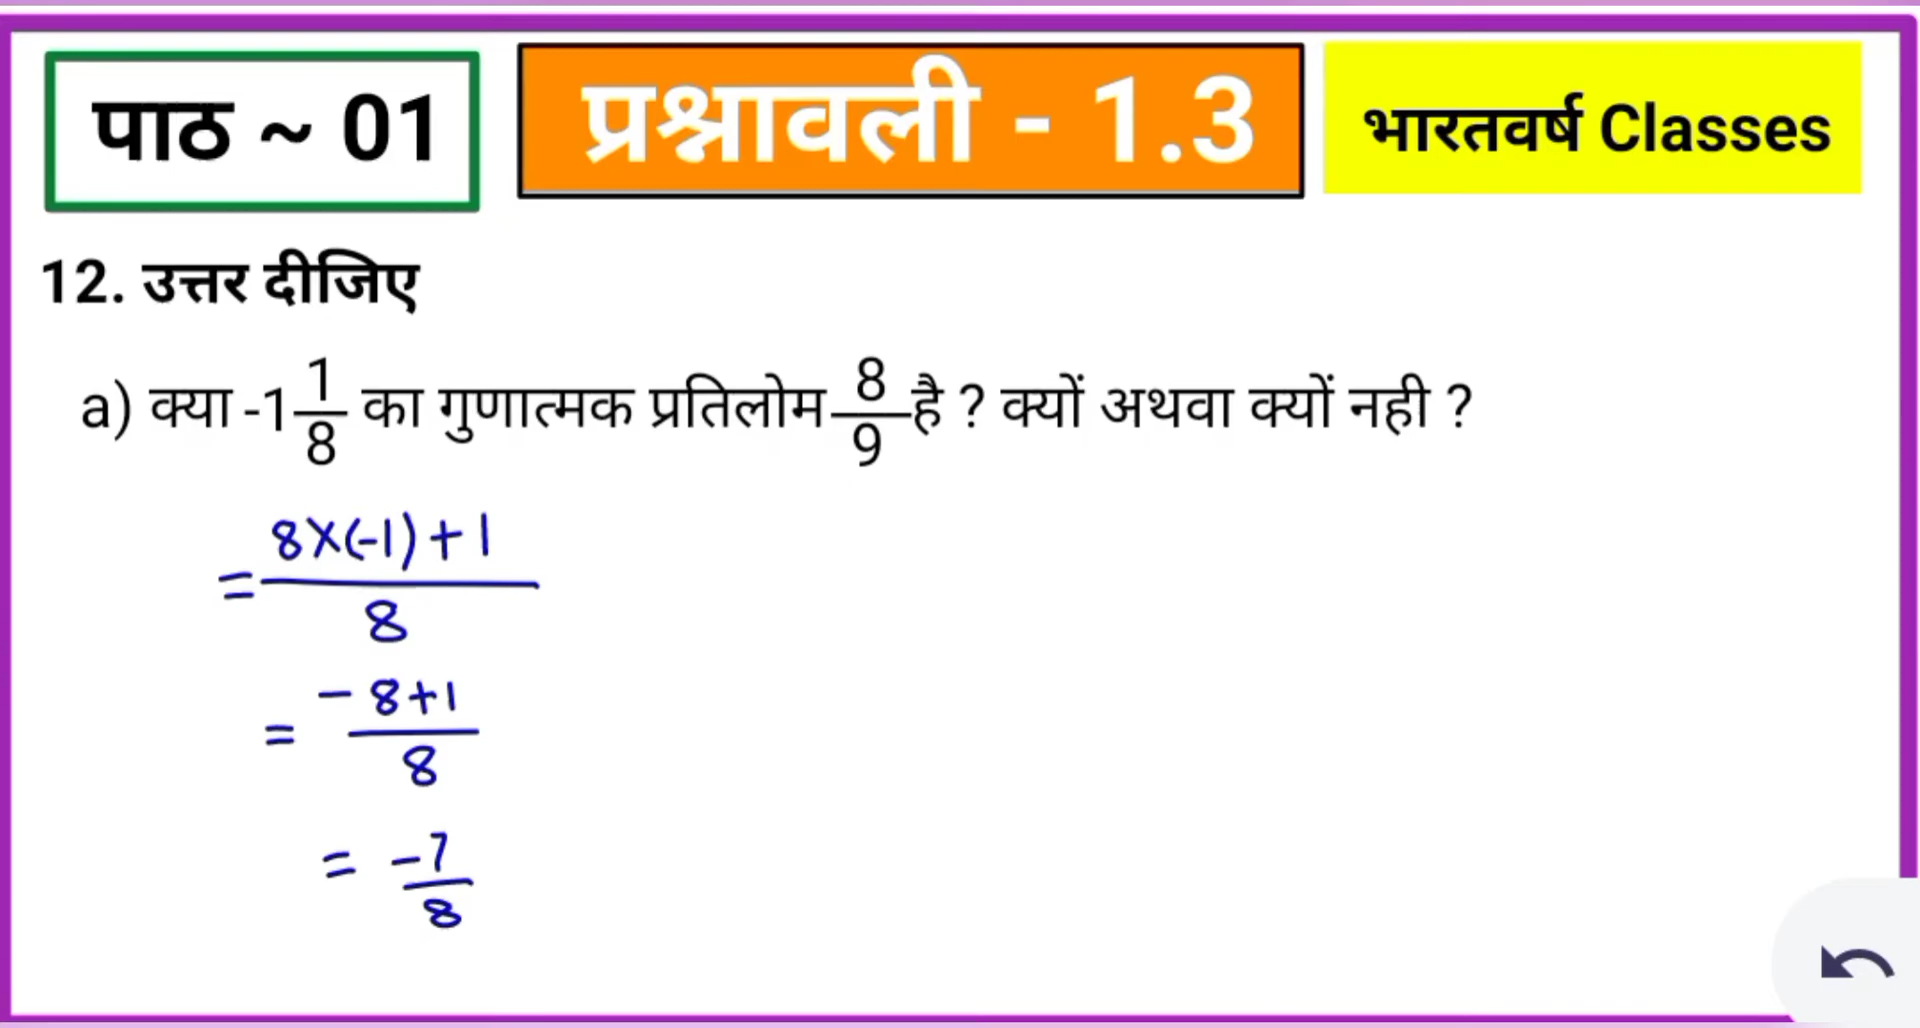 पाठ ~ 01
प्रश्नावली - 1.3
भारतवर्ष Classes
12. उत्तर दीजिए
a) क्या -1 1/8 का गुणात्मक प्रतिलोम 8/9 है ? क्यों अथवा क्यों नही ?
= 8×(-1)+1 / 8
= -8+1 / 8
= -7/8